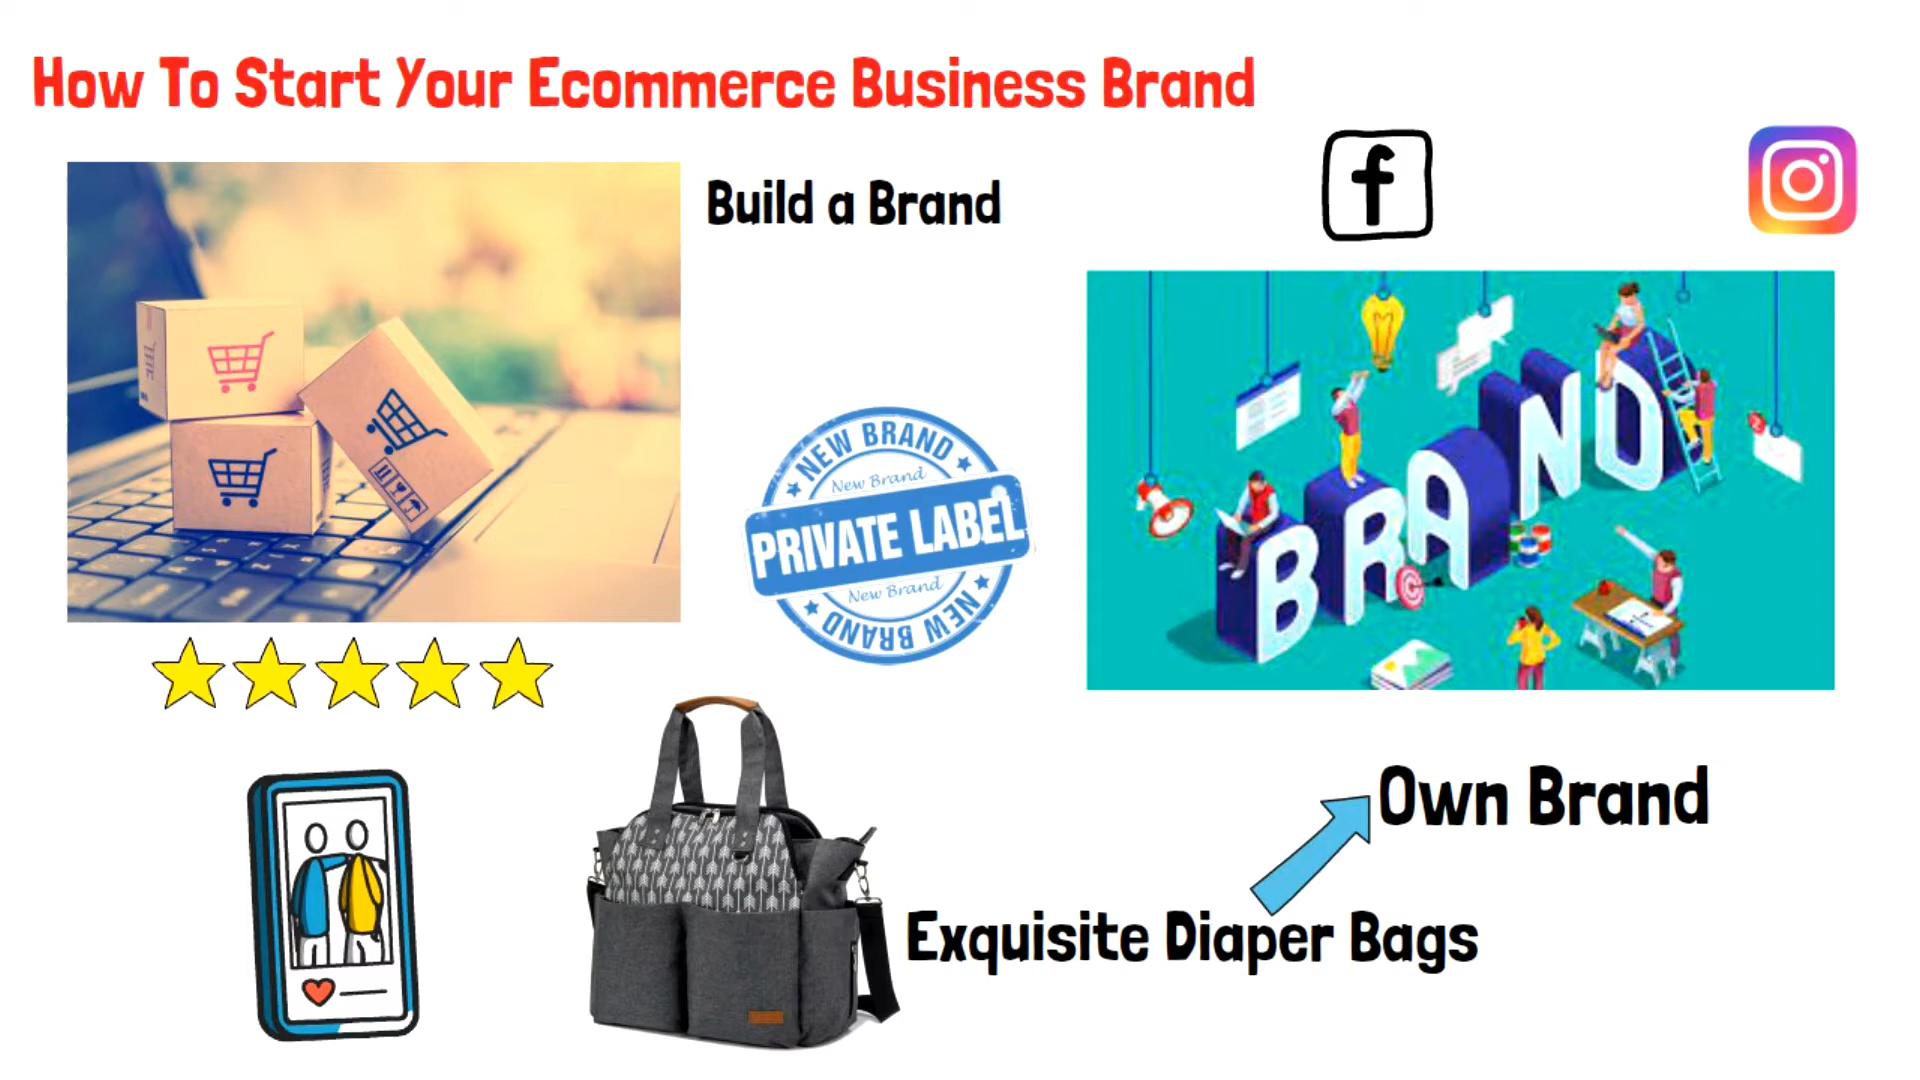 How To Start Your Ecommerce Business Brand
Build a Brand
f
NEW BRAND
New Brand
PRIVATE LABEL
New Brand
NEW BRAND
BRAND
Own Brand
Exquisite Diaper Bags